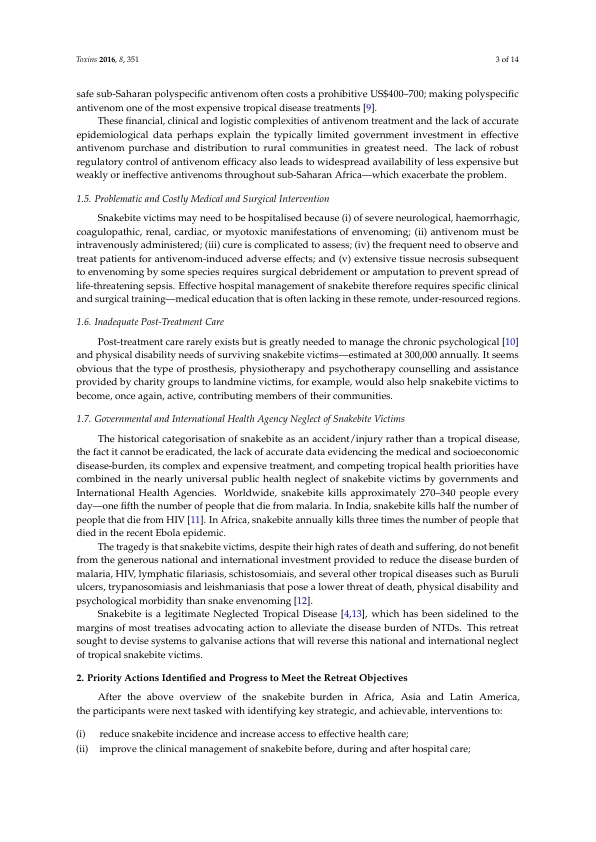 Toxins 2016, 8, 351
3 of 14
safe sub-Saharan polyspecific antivenom often costs a prohibitive US$400–700; making polyspecific
antivenom one of the most expensive tropical disease treatments [9].
These financial, clinical and logistic complexities of antivenom treatment and the lack of accurate
epidemiological data perhaps explain the typically limited government investment in effective
antivenom purchase and distribution to rural communities in greatest need. The lack of robust
regulatory control of antivenom efficacy also leads to widespread availability of less expensive but
weakly or ineffective antivenoms throughout sub-Saharan Africa—which exacerbate the problem.
1.5. Problematic and Costly Medical and Surgical Intervention
Snakebite victims may need to be hospitalised because (i) of severe neurological, haemorrhagic,
coagulopathic, renal, cardiac, or myotoxic manifestations of envenoming; (ii) antivenom must be
intravenously administered; (iii) cure is complicated to assess; (iv) the frequent need to observe and
treat patients for antivenom-induced adverse effects; and (v) extensive tissue necrosis subsequent
to envenoming by some species requires surgical debridement or amputation to prevent spread of
life-threatening sepsis. Effective hospital management of snakebite therefore requires specific clinical
and surgical training—medical education that is often lacking in these remote, under-resourced regions.
1.6. Inadequate Post-Treatment Care
Post-treatment care rarely exists but is greatly needed to manage the chronic psychological [10]
and physical disability needs of surviving snakebite victims—estimated at 300,000 annually. It seems
obvious that the type of prosthesis, physiotherapy and psychotherapy counselling and assistance
provided by charity groups to landmine victims, for example, would also help snakebite victims to
become, once again, active, contributing members of their communities.
1.7. Governmental and International Health Agency Neglect of Snakebite Victims
The historical categorisation of snakebite as an accident/injury rather than a tropical disease,
the fact it cannot be eradicated, the lack of accurate data evidencing the medical and socioeconomic
disease-burden, its complex and expensive treatment, and competing tropical health priorities have
combined in the nearly universal public health neglect of snakebite victims by governments and
International Health Agencies. Worldwide, snakebite kills approximately 270–340 people every
day—one fifth the number of people that die from malaria. In India, snakebite kills half the number of
people that die from HIV [11]. In Africa, snakebite annually kills three times the number of people that
died in the recent Ebola epidemic.
The tragedy is that snakebite victims, despite their high rates of death and suffering, do not benefit
from the generous national and international investment provided to reduce the disease burden of
malaria, HIV, lymphatic filariasis, schistosomiais, and several other tropical diseases such as Buruli
ulcers, trypanosomiasis and leishmaniasis that pose a lower threat of death, physical disability and
psychological morbidity than snake envenoming [12].
Snakebite is a legitimate Neglected Tropical Disease [4,13], which has been sidelined to the
margins of most treatises advocating action to alleviate the disease burden of NTDs. This retreat
sought to devise systems to galvanise actions that will reverse this national and international neglect
of tropical snakebite victims.
2. Priority Actions Identified and Progress to Meet the Retreat Objectives
After the above overview of the snakebite burden in Africa, Asia and Latin America,
the participants were next tasked with identifying key strategic, and achievable, interventions to:
(i) reduce snakebite incidence and increase access to effective health care;
(ii) improve the clinical management of snakebite before, during and after hospital care;